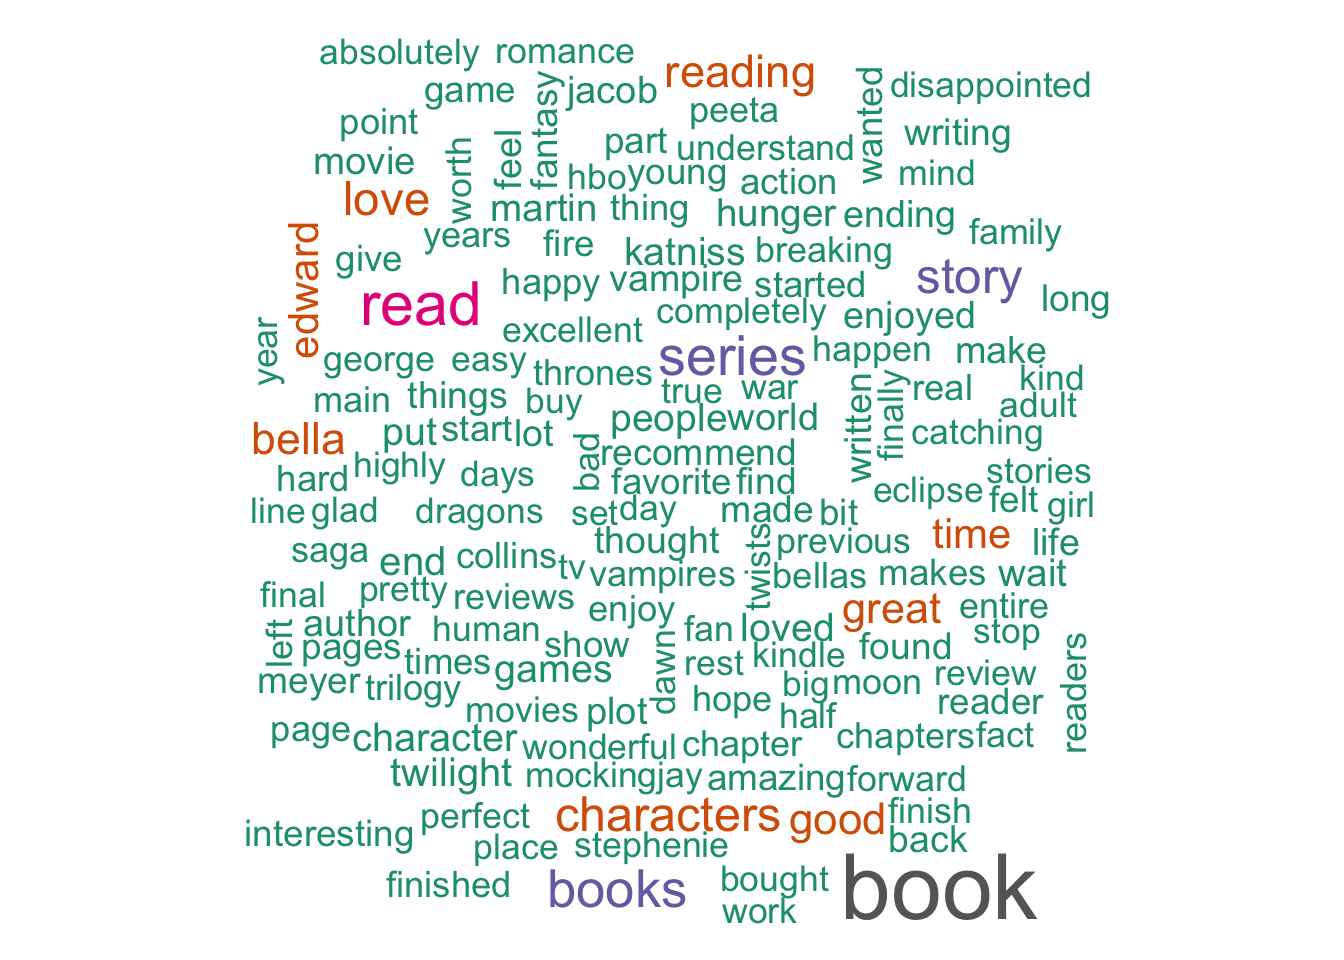 absolutely romance
reading
game jacob disappointed
fantasy wanted
peeta
point writing
part understand
movie worth feel hbo young action mind
love martin thing hunger ending
years fire family
edward give katniss breaking
happy vampire started story
read completely long
year excellent enjoyed
series happen make
george easy thrones
main things buy true war written finally real kind
adult
people world
bella put start lot bad catching
recommend
hard highly days favorite find stories
eclipse felt girl
line glad dragons set day made bit
thought twists previous time life
saga end collins tv
vampires bellas makes wait
final pretty reviews enjoy great entire
left author human fan loved stop
pages show dawn kindle found readers
times games rest review
meyer trilogy big moon
movies plot hope half reader
page character wonderful chapter chapters fact
twilight mockingjay amazing forward
characters good finish
interesting perfect back
place stephenie
finished books bought book
work